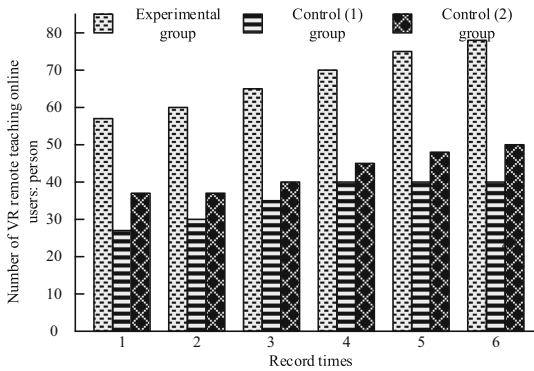 Experimental
group
Control (1)
group
Control (2)
group
Number of VR remote teaching online
users: person
80
70
60
50
40
30
20
10
0
1 2 3 4 5 6
Record times